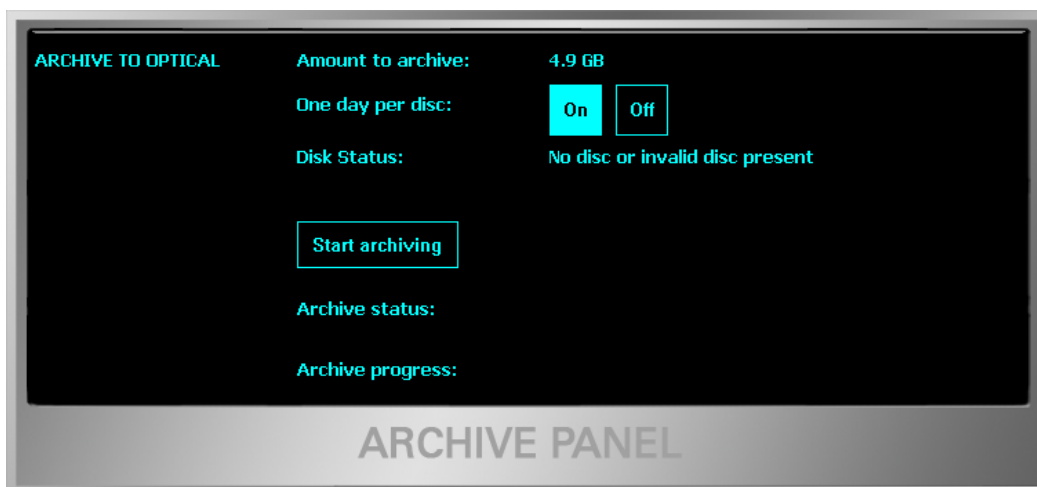 ARCHIVE TO OPTICAL
Amount to archive: 4.9 GB
One day per disc: On Off
Disk Status: No disc or invalid disc present
Start archiving
Archive status:
Archive progress:
ARCHIVE PANEL